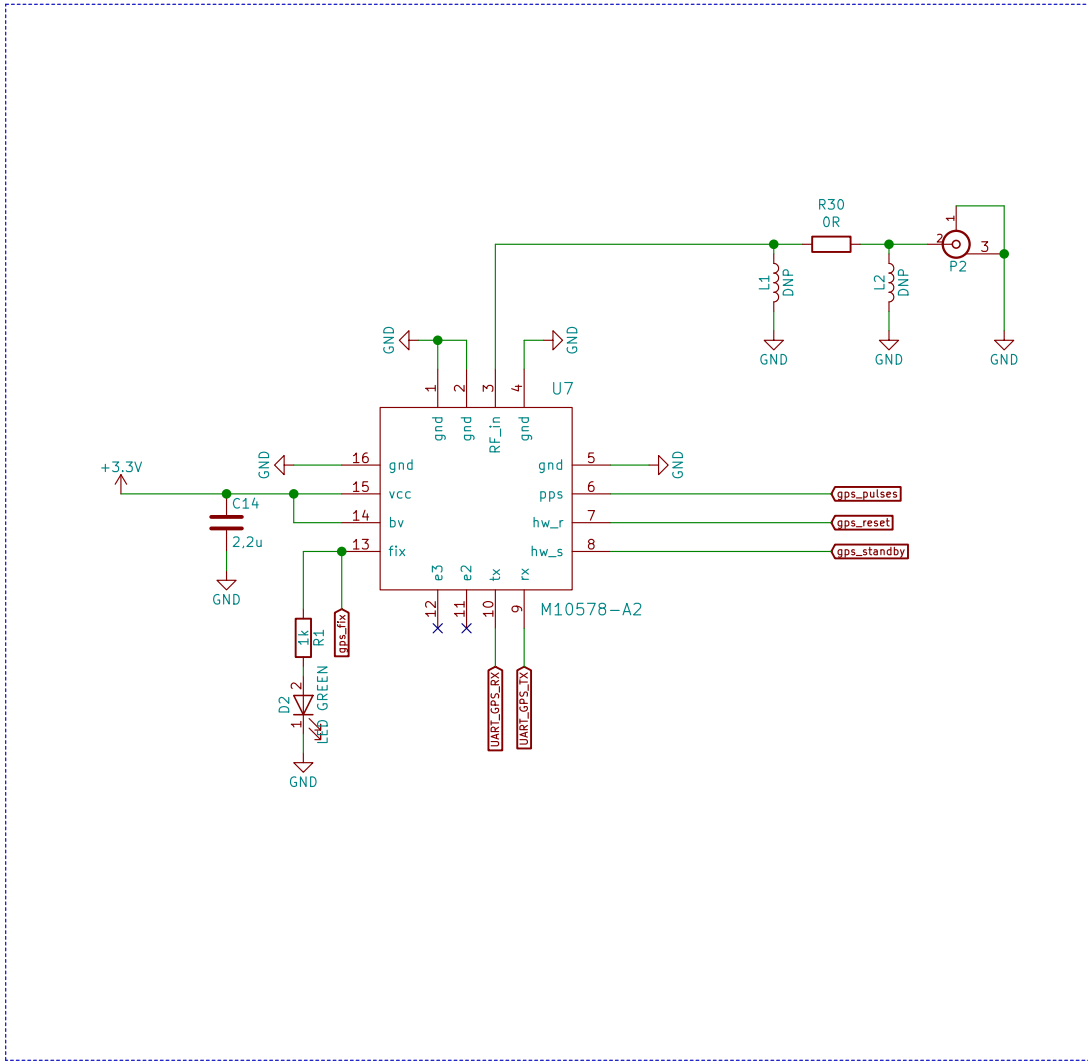 R30
0R
1
2
3
P2
L1
DNP
L2
DNP
GND
GND
GND
GND
GND
1
2
3
4
U7
gnd
gnd
RF_in
gnd
+3.3V
GND
16
gnd
gnd
5
GND
15
vcc
pps
6
gps_pulses
C14
14
bv
hw_r
7
gps_reset
2,2u
13
fix
hw_s
8
gps_standby
GND
e3
e2
tx
rx
12
11
10
9
M10578-A2
1k
R1
gps_fix
2
D2
1
LED GREEN
UART_GPS_RX
UART_GPS_TX
GND